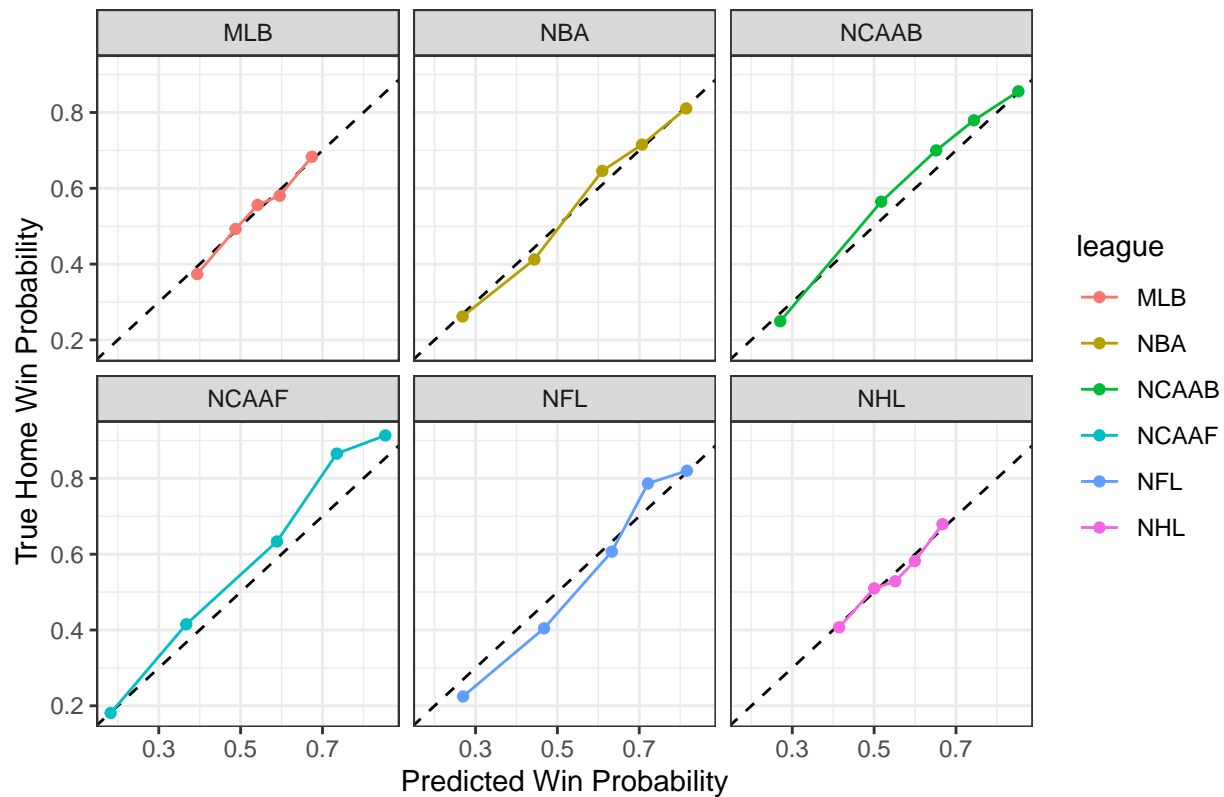 MLB
NBA
NCAAB
0.8
0.6
0.4
0.2
NCAAF
NFL
NHL
0.8
0.6
0.4
0.2
0.3
0.5
0.7
0.3
0.5
0.7
0.3
0.5
0.7
Predicted Win Probability
True Home Win Probability
league
MLB
NBA
NCAAB
NCAAF
NFL
NHL